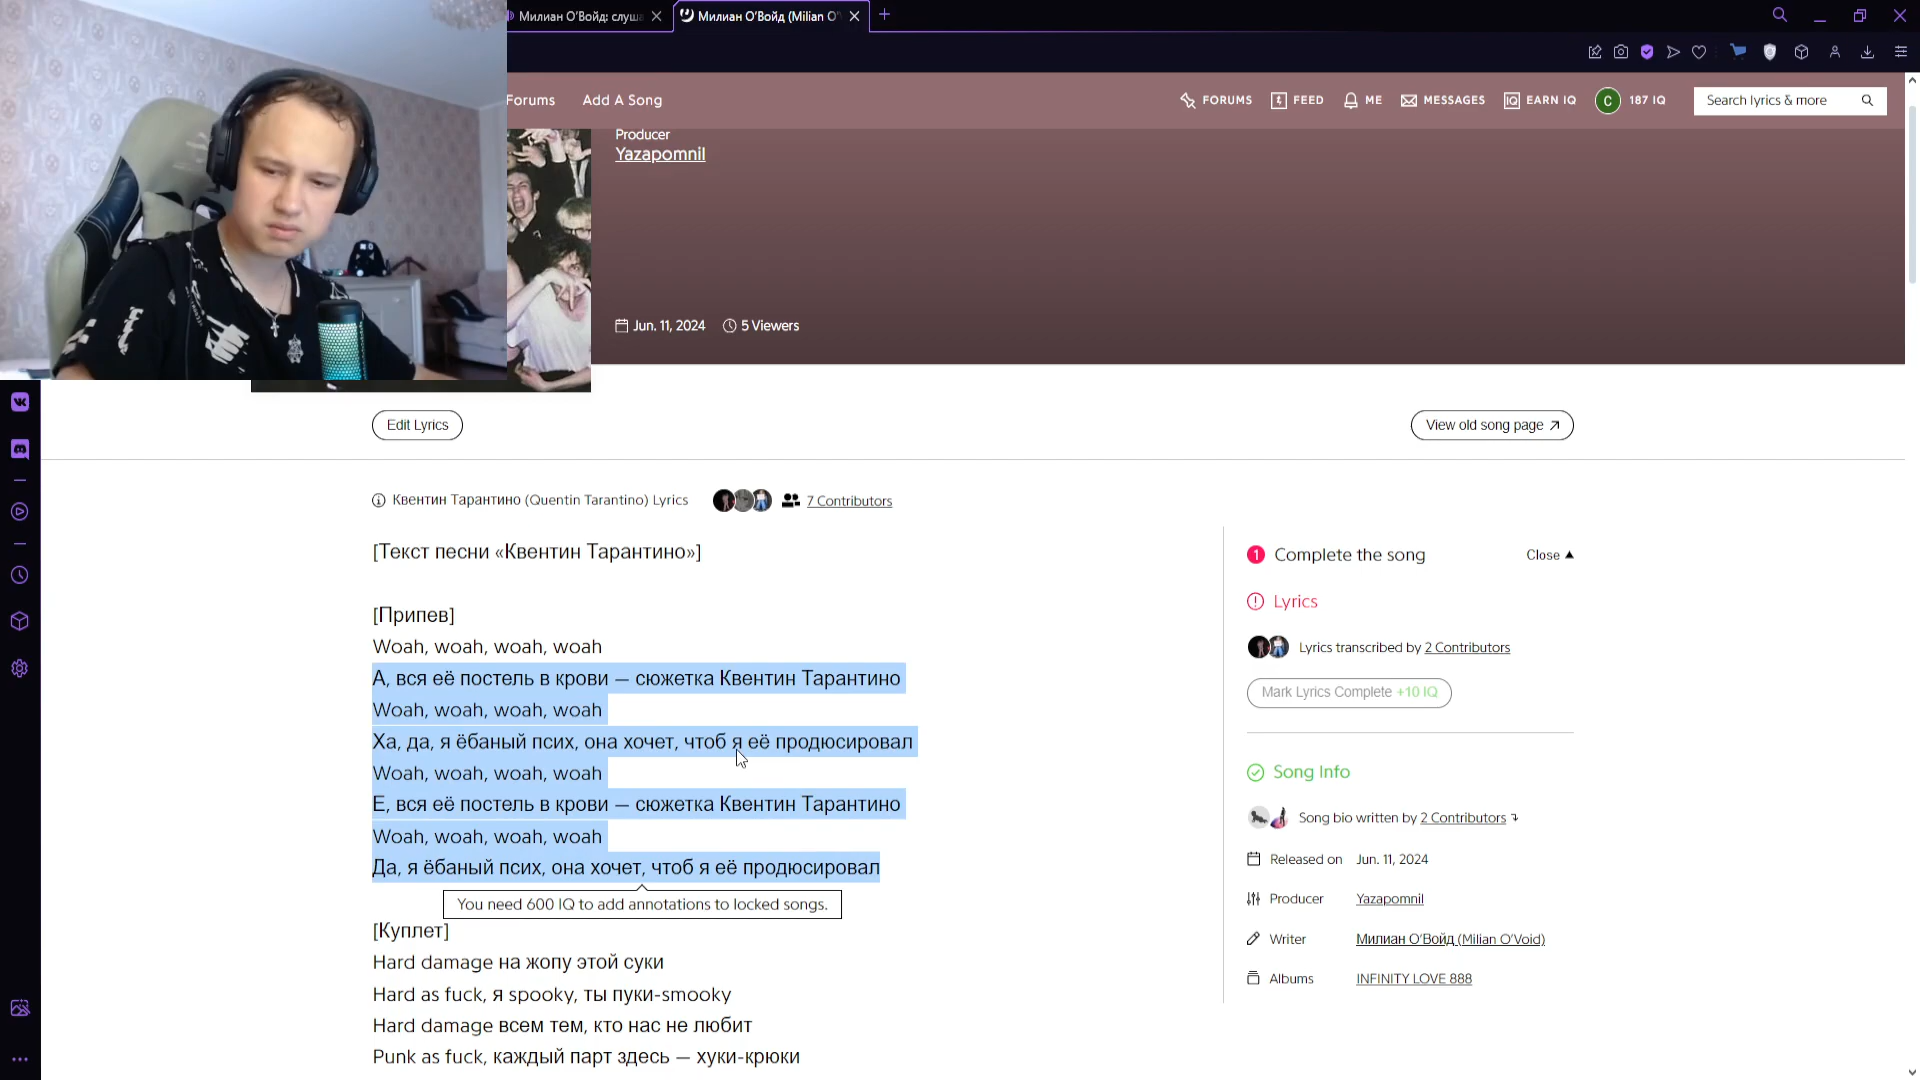 Милиан О'Войд: слуша
Милиан О'Войд (Milian O'
Forums
Add A Song
FORUMS
FEED
ME
MESSAGES
EARN IQ
C
187 IQ
Search lyrics & more
Producer
Yazapomnil
Jun. 11, 2024
5 Viewers
Edit Lyrics
View old song page
Квентин Тарантино (Quentin Tarantino) Lyrics
7 Contributors
[Текст песни «Квентин Тарантино»]
[Припев]
Woah, woah, woah, woah
А, вся её постель в крови — сюжетка Квентин Тарантино
Woah, woah, woah, woah
Ха, да, я ёбаный псих, она хочет, чтоб я её продюсировал
Woah, woah, woah, woah
Е, вся её постель в крови — сюжетка Квентин Тарантино
Woah, woah, woah, woah
Да, я ёбаный псих, она хочет, чтоб я её продюсировал
You need 600 IQ to add annotations to locked songs.
[Куплет]
Hard damage на жопу этой суки
Hard as fuck, я spooky, ты пуки-smooky
Hard damage всем тем, кто нас не любит
Punk as fuck, каждый парт здесь — хуки-крюки
1 Complete the song
Close
Lyrics
Lyrics transcribed by 2 Contributors
Mark Lyrics Complete +10 IQ
Song Info
Song bio written by 2 Contributors
Released on Jun. 11, 2024
Producer Yazapomnil
Writer Милиан О'Войд (Milian O'Void)
Albums INFINITY LOVE 888